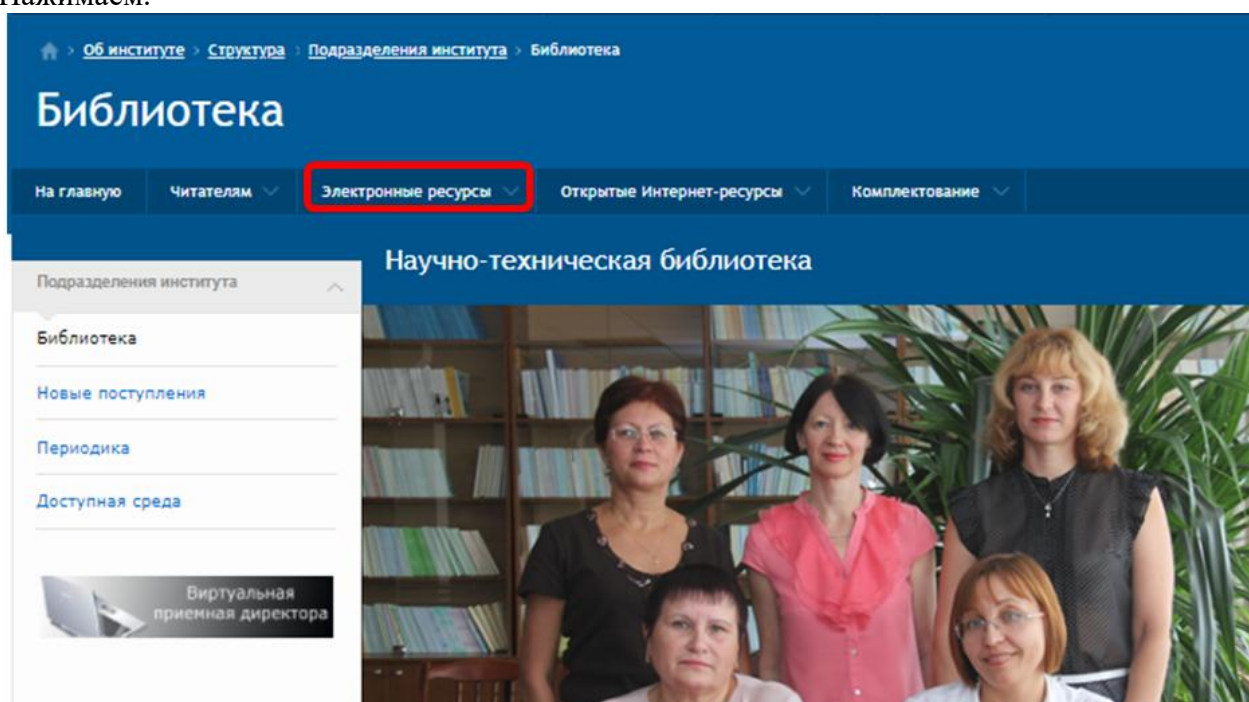 Нажимаем:
Об институте > Структура > Подразделения института > Библиотека
Библиотека
На главную Читателям Электронные ресурсы Открытые Интернет-ресурсы Комплектование
Научно-техническая библиотека
Подразделения института
Библиотека
Новые поступления
Периодика
Доступная среда
Виртуальная
приемная директора